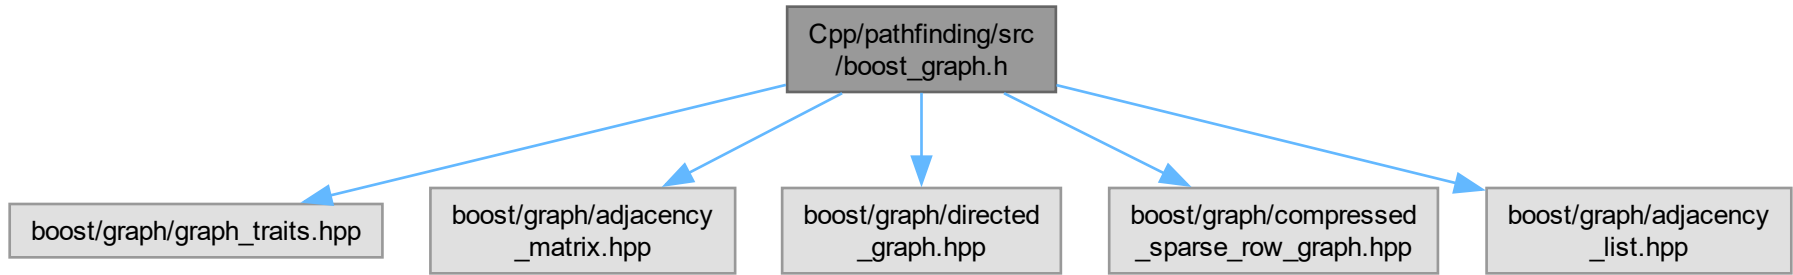 Cpp/pathfinding/src
/boost_graph.h
boost/graph/graph_traits.hpp
boost/graph/adjacency
_matrix.hpp
boost/graph/directed
_graph.hpp
boost/graph/compressed
_sparse_row_graph.hpp
boost/graph/adjacency
_list.hpp